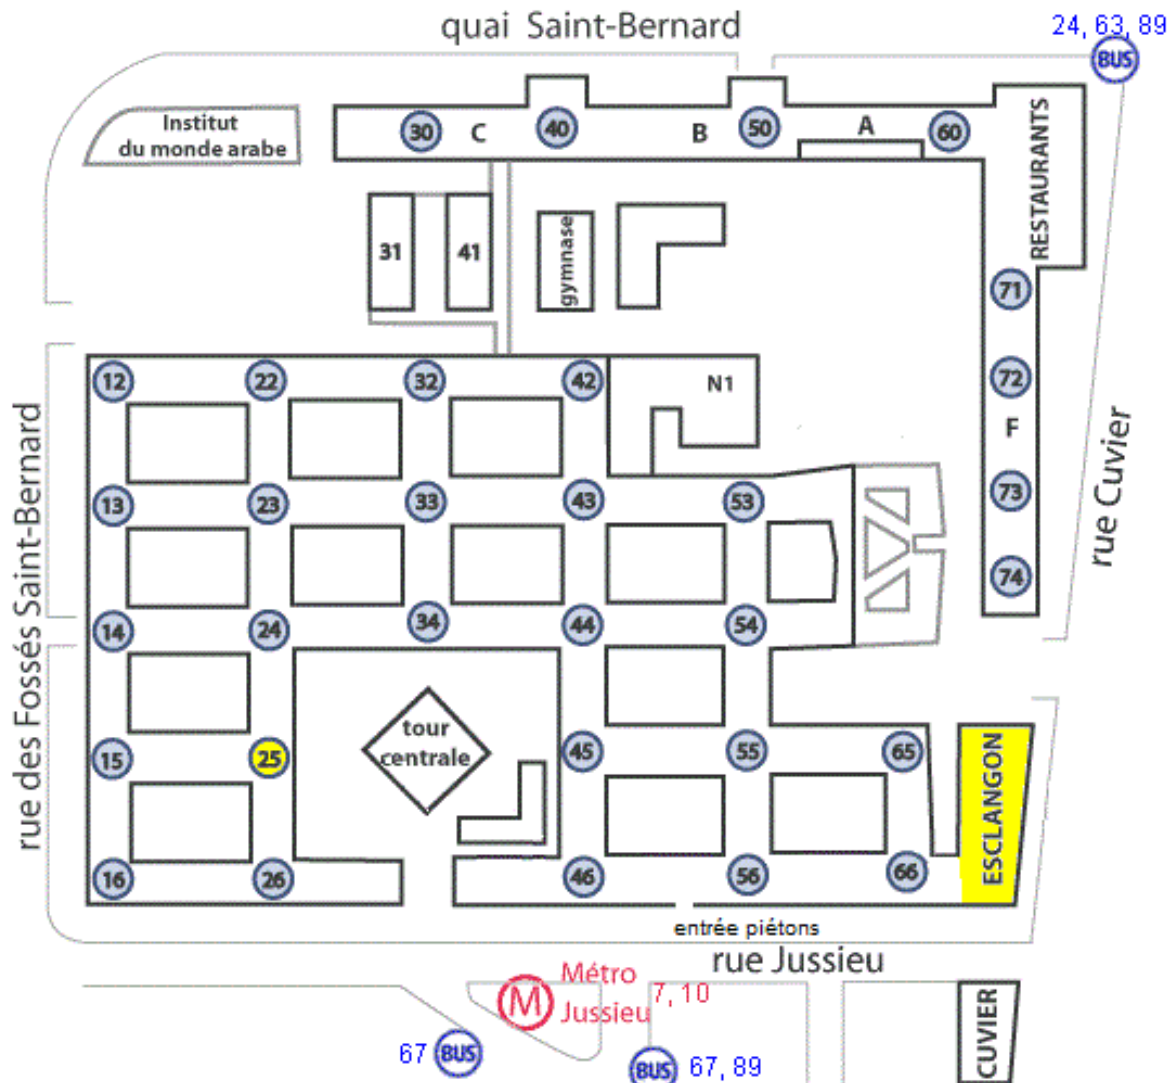 quai Saint-Bernard
24, 63, 89
BUS
Institut
du monde arabe
30
C
40
B
50
A
60
RESTAURANTS
31
41
gymnase
71
12
22
32
42
N1
72
F
rue des Fossés Saint-Bernard
rue Cuvier
13
23
33
43
53
73
74
14
24
34
44
54
tour
centrale
15
25
45
55
65
ESCLANGON
16
26
46
56
66
entrée piétons
rue Jussieu
M
Métro
Jussieu
7, 10
67
BUS
BUS
67, 89
CUVIER